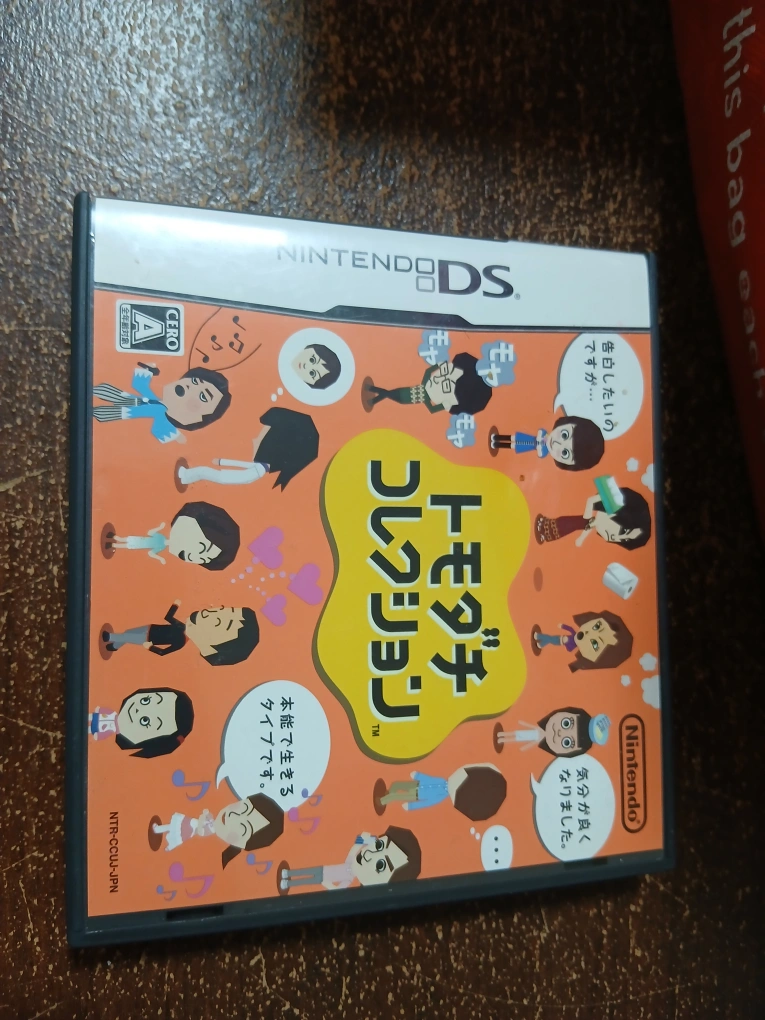 NINTENDO DS®
CERO
A
全年齢対象
告白したいの
ですが…
モヤ
モヤ
モヤ
トモダチ
コレクション™
本能で生きる
タイプです。
…
気分が良く
なりました。
Nintendo®
NTR-CCUJ-JPN
this bag each